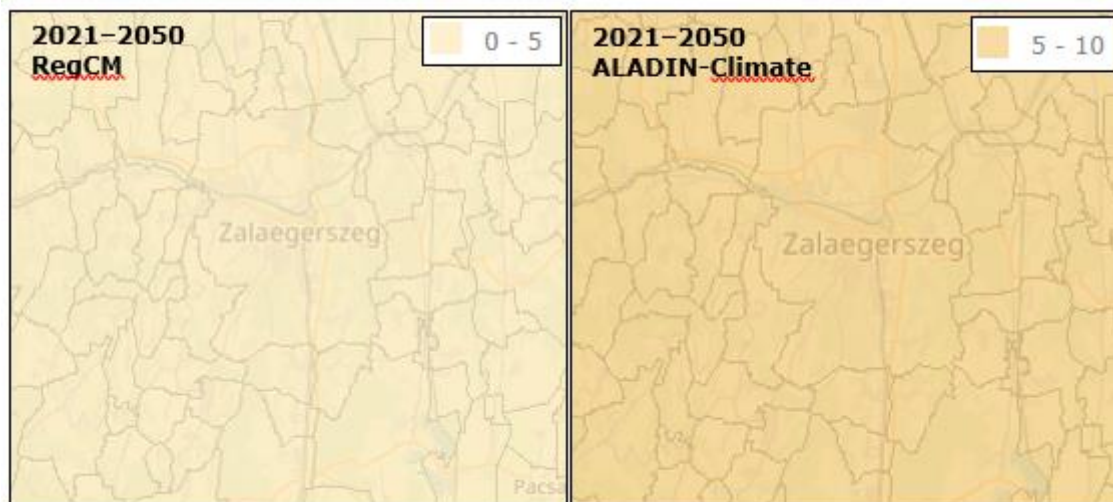 2021–2050
RegCM
0 - 5
Zalaegerszeg
Pacsa
2021–2050
ALADIN-Climate
5 - 10
Zalaegerszeg